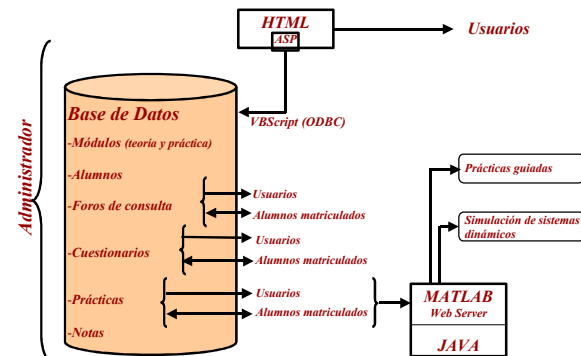 HTML
ASP
Usuarios
Administrador
Base de Datos
VBScript (ODBC)
-Módulos (teoría y práctica)
-Alumnos
-Foros de consulta
Usuarios
Alumnos matriculados
-Cuestionarios
Usuarios
Alumnos matriculados
-Prácticas
Usuarios
Alumnos matriculados
-Notas
Prácticas guiadas
Simulación de sistemas
dinámicos
MATLAB
Web Server
JAVA